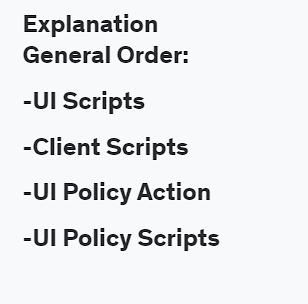 Explanation
General Order:
-UI Scripts
-Client Scripts
-UI Policy Action
-UI Policy Scripts